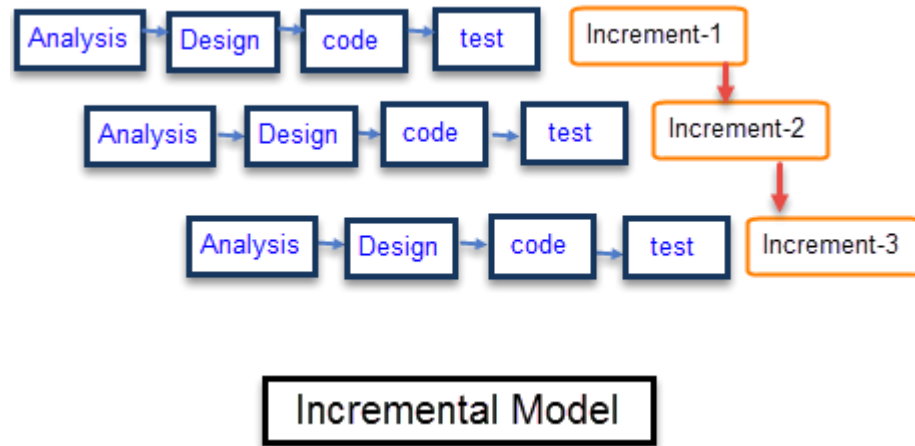 Analysis Design code test Increment-1
Analysis Design code test Increment-2
Analysis Design code test Increment-3
Incremental Model